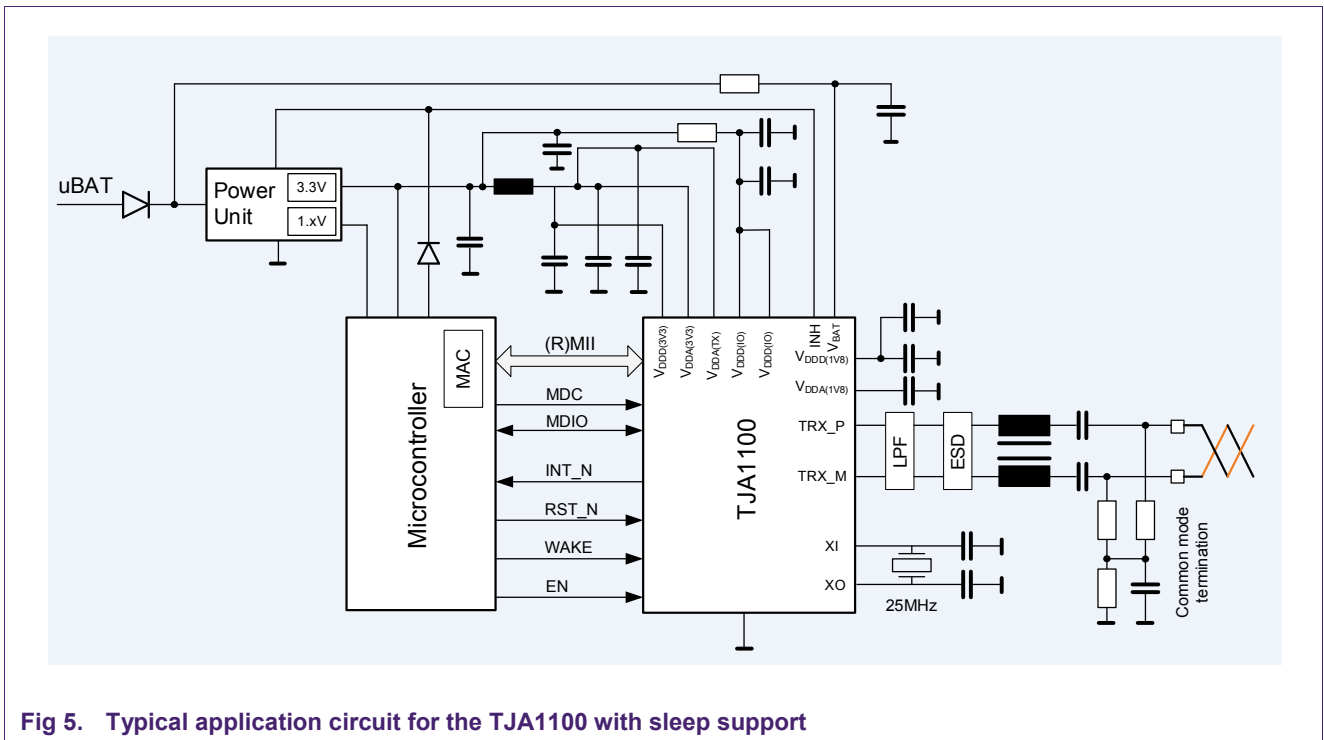 uBAT
Power
Unit
3.3V
1.xV
Microcontroller
MAC
(R)MII
MDC
MDIO
INT_N
RST_N
WAKE
EN
TJA1100
VDDD(3V3)
VDDA(3V3)
VDDA(TX)
VDDD(IO)
VDDD(IO)
INH
VBAT
VDDD(1V8)
VDDA(1V8)
TRX_P
TRX_M
XI
XO
LPF
ESD
25MHz
Common mode
termination
Fig 5. Typical application circuit for the TJA1100 with sleep support